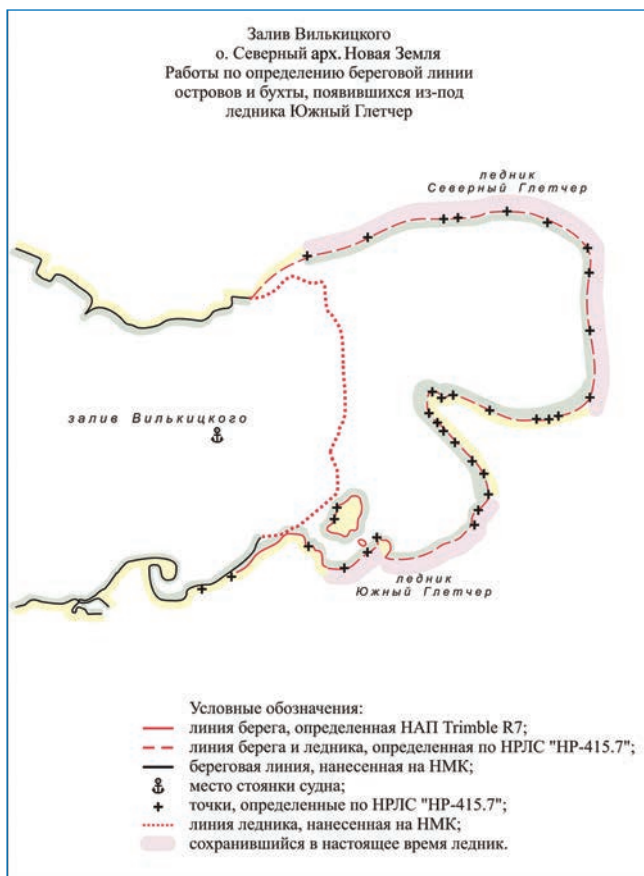 Залив Вилькицкого
о. Северный арх. Новая Земля
Работы по определению береговой линии
островов и бухты, появившихся из-под
ледника Южный Глетчер
ледник
Северный Глетчер
залив Вилькицкого
ледник
Южный Глетчер
Условные обозначения:
линия берега, определенная НАП Trimble R7;
линия берега и ледника, определенная по НРЛС "НР-415.7";
береговая линия, нанесенная на НМК;
место стоянки судна;
точки, определенные по НРЛС "НР-415.7";
линия ледника, нанесенная на НМК;
сохранившийся в настоящее время ледник.